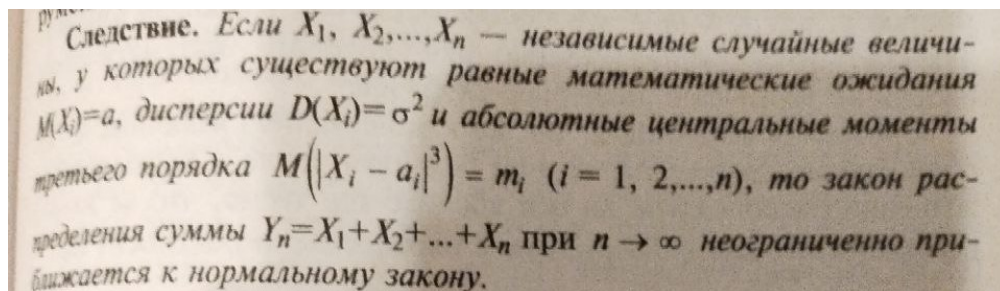 Следствие. Если X₁, X₂,...,Xₙ — независимые случайные величи-
ны, у которых существуют равные математические ожидания
M(Xᵢ)=a, дисперсии D(Xᵢ)=σ² и абсолютные центральные моменты
третьего порядка M(|Xᵢ – aᵢ|³) = mᵢ (i = 1, 2,...,n), то закон рас-
пределения суммы Yₙ=X₁+X₂+...+Xₙ при n → ∞ неограниченно при-
ближается к нормальному закону.